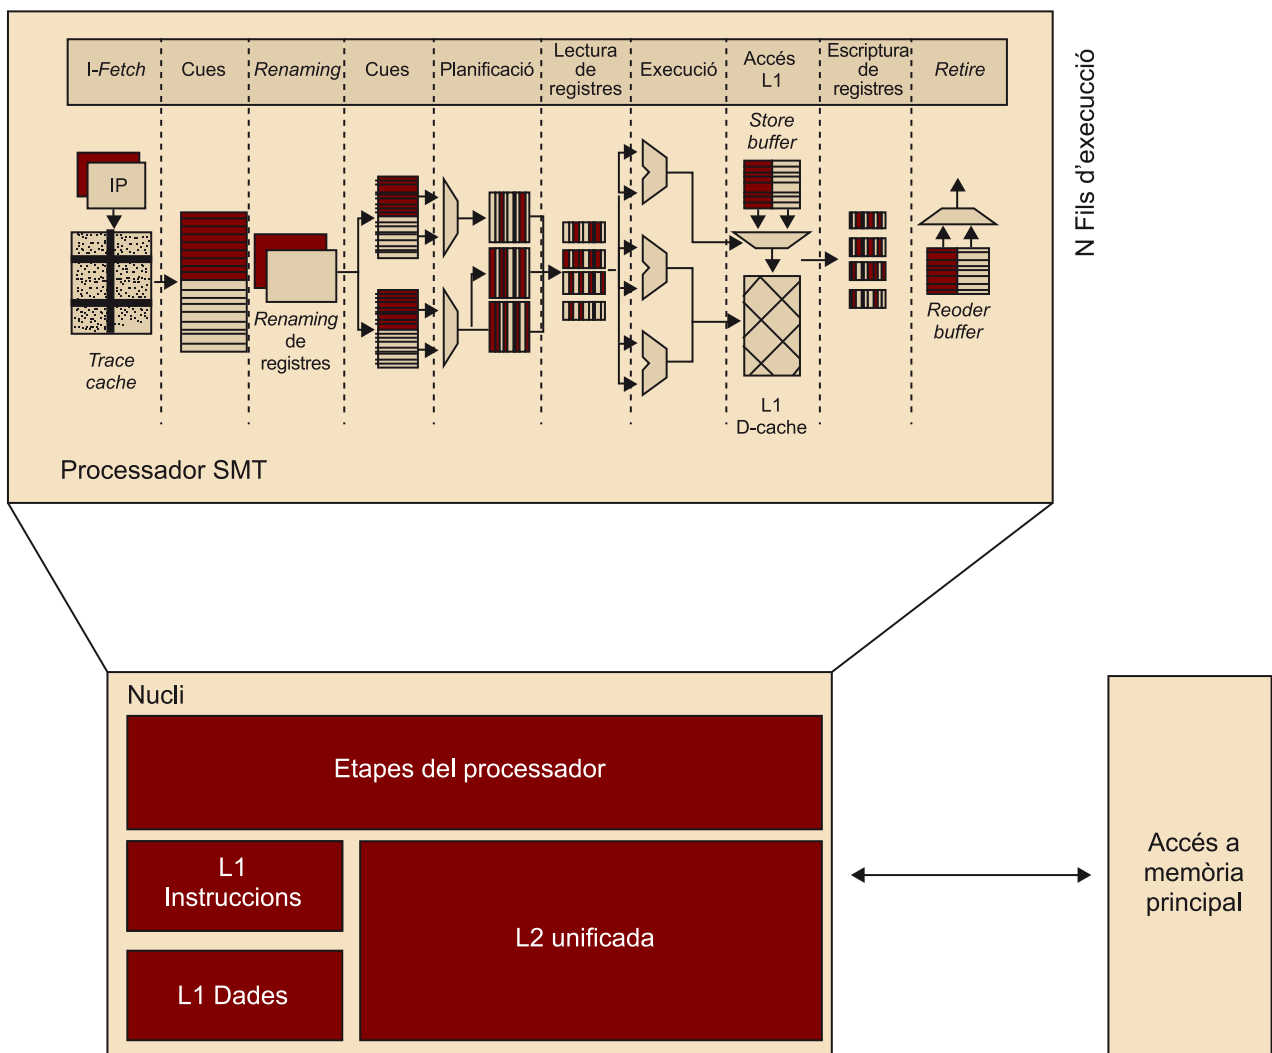 I-Fetch
Cues
Renaming
Cues
Planificació
Lectura
de
registres
Execució
Accés
L1
Escriptura
de
registres
Retire
N Fils d'execucció
Store
buffer
IP
Trace
cache
Renaming
de
registres
L1
D-cache
Reoder
buffer
Processador SMT
Nucli
Etapes del processador
L1
Instruccions
L1 Dades
L2 unificada
Accés a
memòria
principal